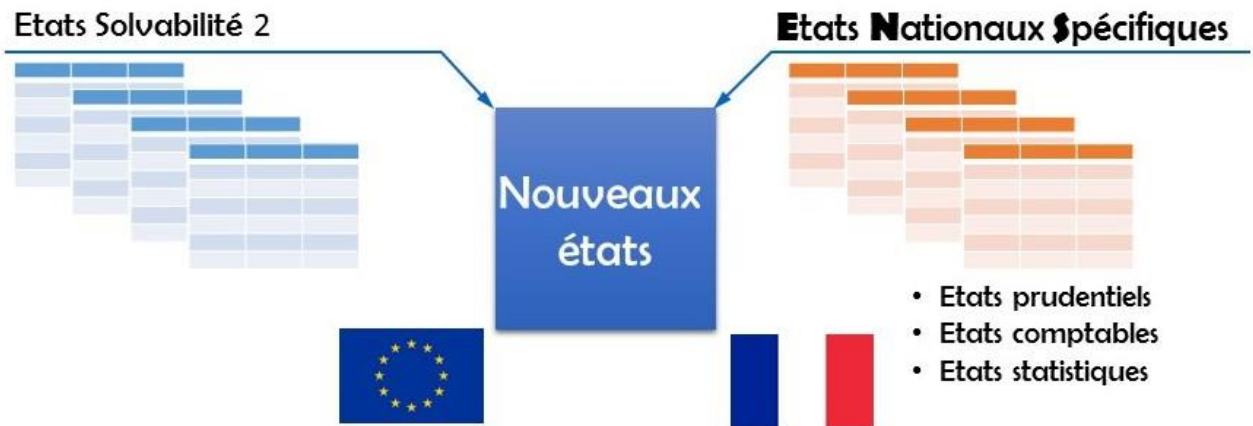 Etats Solvabilité 2
Etats Nationaux Spécifiques
Nouveaux
états
• Etats prudentiels
• Etats comptables
• Etats statistiques